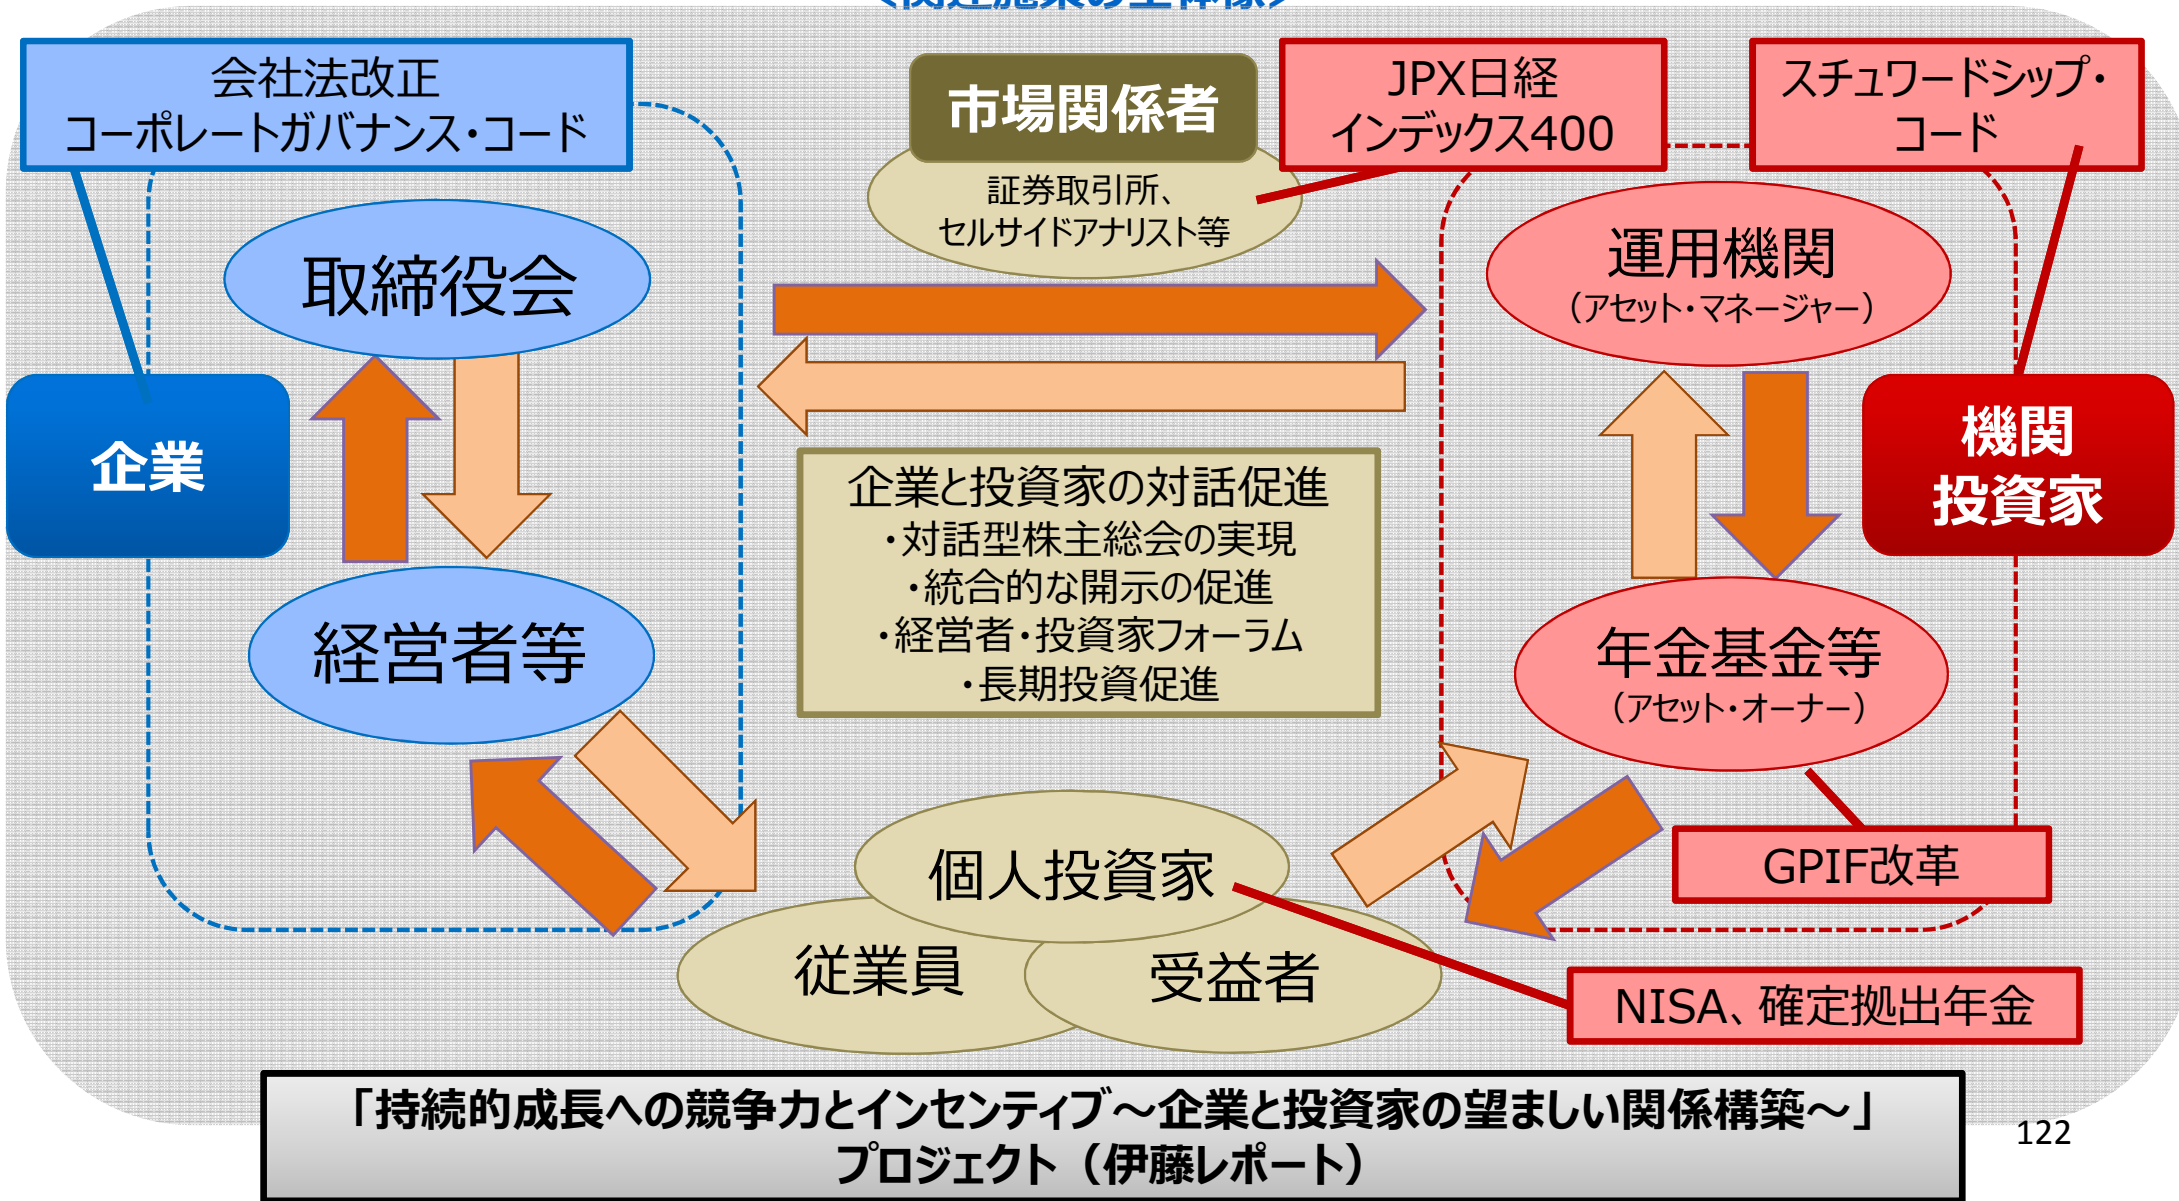 <関連施策の全体像>
会社法改正
コーポレートガバナンス・コード
市場関係者
証券取引所、
セルサイドアナリスト等
JPX日経
インデックス400
スチュワードシップ・
コード
取締役会
運用機関
（アセット・マネージャー）
企業
機関
投資家
企業と投資家の対話促進
・対話型株主総会の実現
・統合的な開示の促進
・経営者・投資家フォーラム
・長期投資促進
経営者等
年金基金等
（アセット・オーナー）
個人投資家
GPIF改革
従業員
受益者
NISA、確定拠出年金
「持続的成長への競争力とインセンティブ～企業と投資家の望ましい関係構築～」
プロジェクト（伊藤レポート）
122